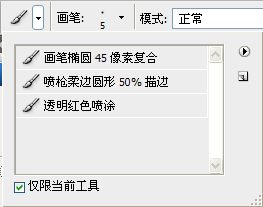 画笔: 5 模式: 正常
画笔椭圆 45 像素复合
喷枪柔边圆形 50% 描边
透明红色喷涂
仅限当前工具